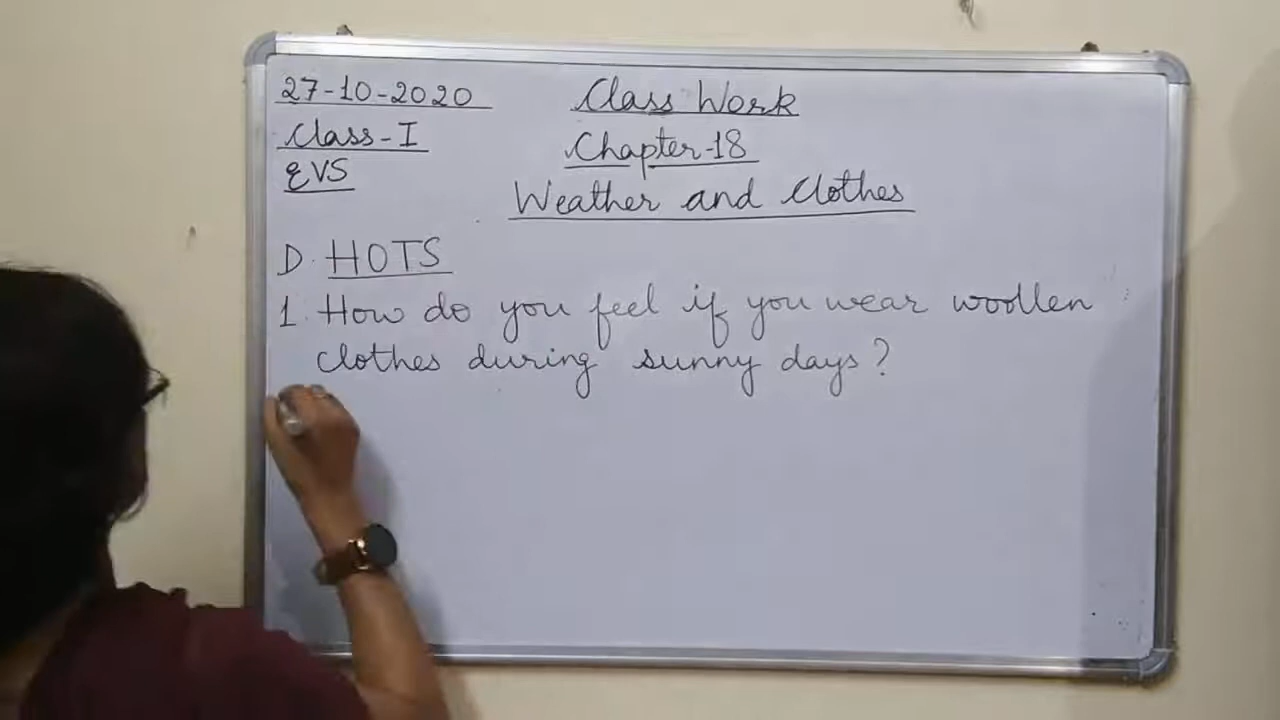 27-10-2020
Class Work
Class-I
Chapter-18
EVS
Weather and Clothes
D. HOTS
1. How do you feel if you wear woollen
clothes during sunny days?